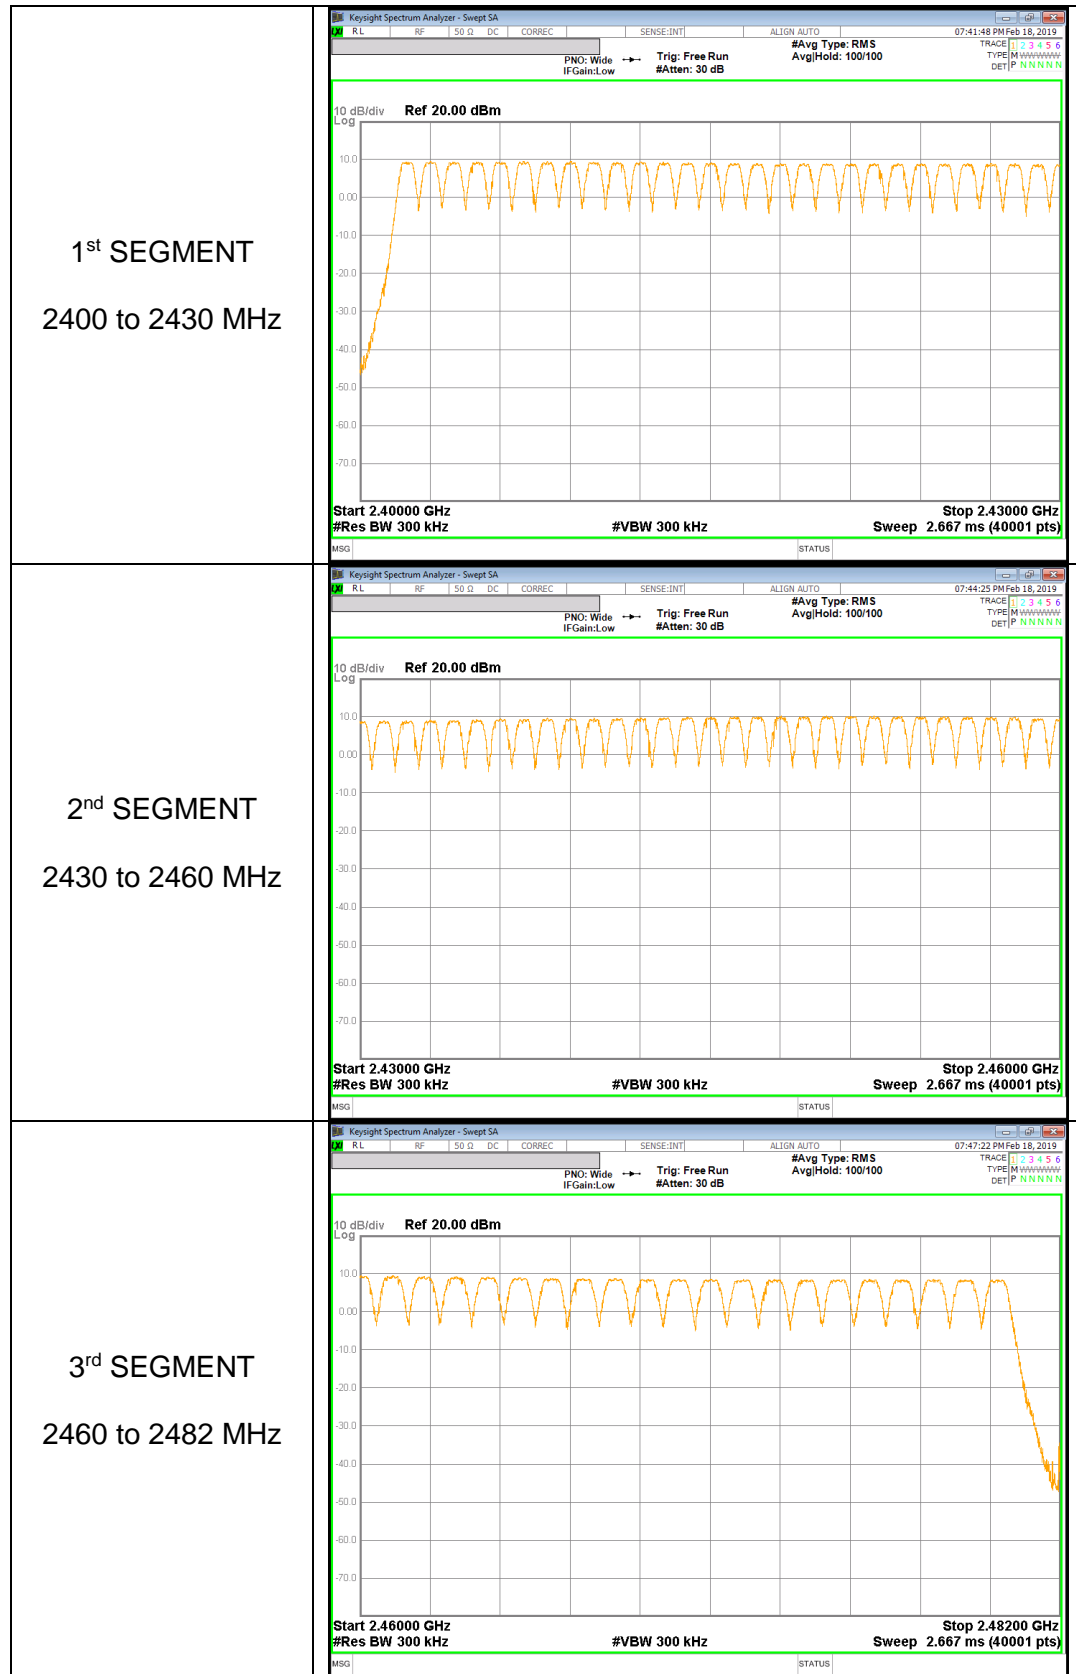 1st SEGMENT
2400 to 2430 MHz
Keysight Spectrum Analyzer - Swept SA
LXI RL RF 50 Ω DC CORREC SENSE:INT ALIGN AUTO 07:41:48 PM Feb 18, 2019
#Avg Type: RMS TRACE 1 2 3 4 5 6
PNO: Wide Trig: Free Run Avg|Hold: 100/100 TYPE M WWWWW
IFGain:Low #Atten: 30 dB DET P N N N N N
10 dB/div Ref 20.00 dBm
Log
10.0
0.00
-10.0
-20.0
-30.0
-40.0
-50.0
-60.0
-70.0
Start 2.40000 GHz Stop 2.43000 GHz
#Res BW 300 kHz #VBW 300 kHz Sweep 2.667 ms (40001 pts)
MSG STATUS
2nd SEGMENT
2430 to 2460 MHz
Keysight Spectrum Analyzer - Swept SA
LXI RL RF 50 Ω DC CORREC SENSE:INT ALIGN AUTO 07:44:25 PM Feb 18, 2019
#Avg Type: RMS TRACE 1 2 3 4 5 6
PNO: Wide Trig: Free Run Avg|Hold: 100/100 TYPE M WWWWW
IFGain:Low #Atten: 30 dB DET P N N N N N
10 dB/div Ref 20.00 dBm
Log
10.0
0.00
-10.0
-20.0
-30.0
-40.0
-50.0
-60.0
-70.0
Start 2.43000 GHz Stop 2.46000 GHz
#Res BW 300 kHz #VBW 300 kHz Sweep 2.667 ms (40001 pts)
MSG STATUS
3rd SEGMENT
2460 to 2482 MHz
Keysight Spectrum Analyzer - Swept SA
LXI RL RF 50 Ω DC CORREC SENSE:INT ALIGN AUTO 07:47:22 PM Feb 18, 2019
#Avg Type: RMS TRACE 1 2 3 4 5 6
PNO: Wide Trig: Free Run Avg|Hold: 100/100 TYPE M WWWWW
IFGain:Low #Atten: 30 dB DET P N N N N N
10 dB/div Ref 20.00 dBm
Log
10.0
0.00
-10.0
-20.0
-30.0
-40.0
-50.0
-60.0
-70.0
Start 2.46000 GHz Stop 2.48200 GHz
#Res BW 300 kHz #VBW 300 kHz Sweep 2.667 ms (40001 pts)
MSG STATUS